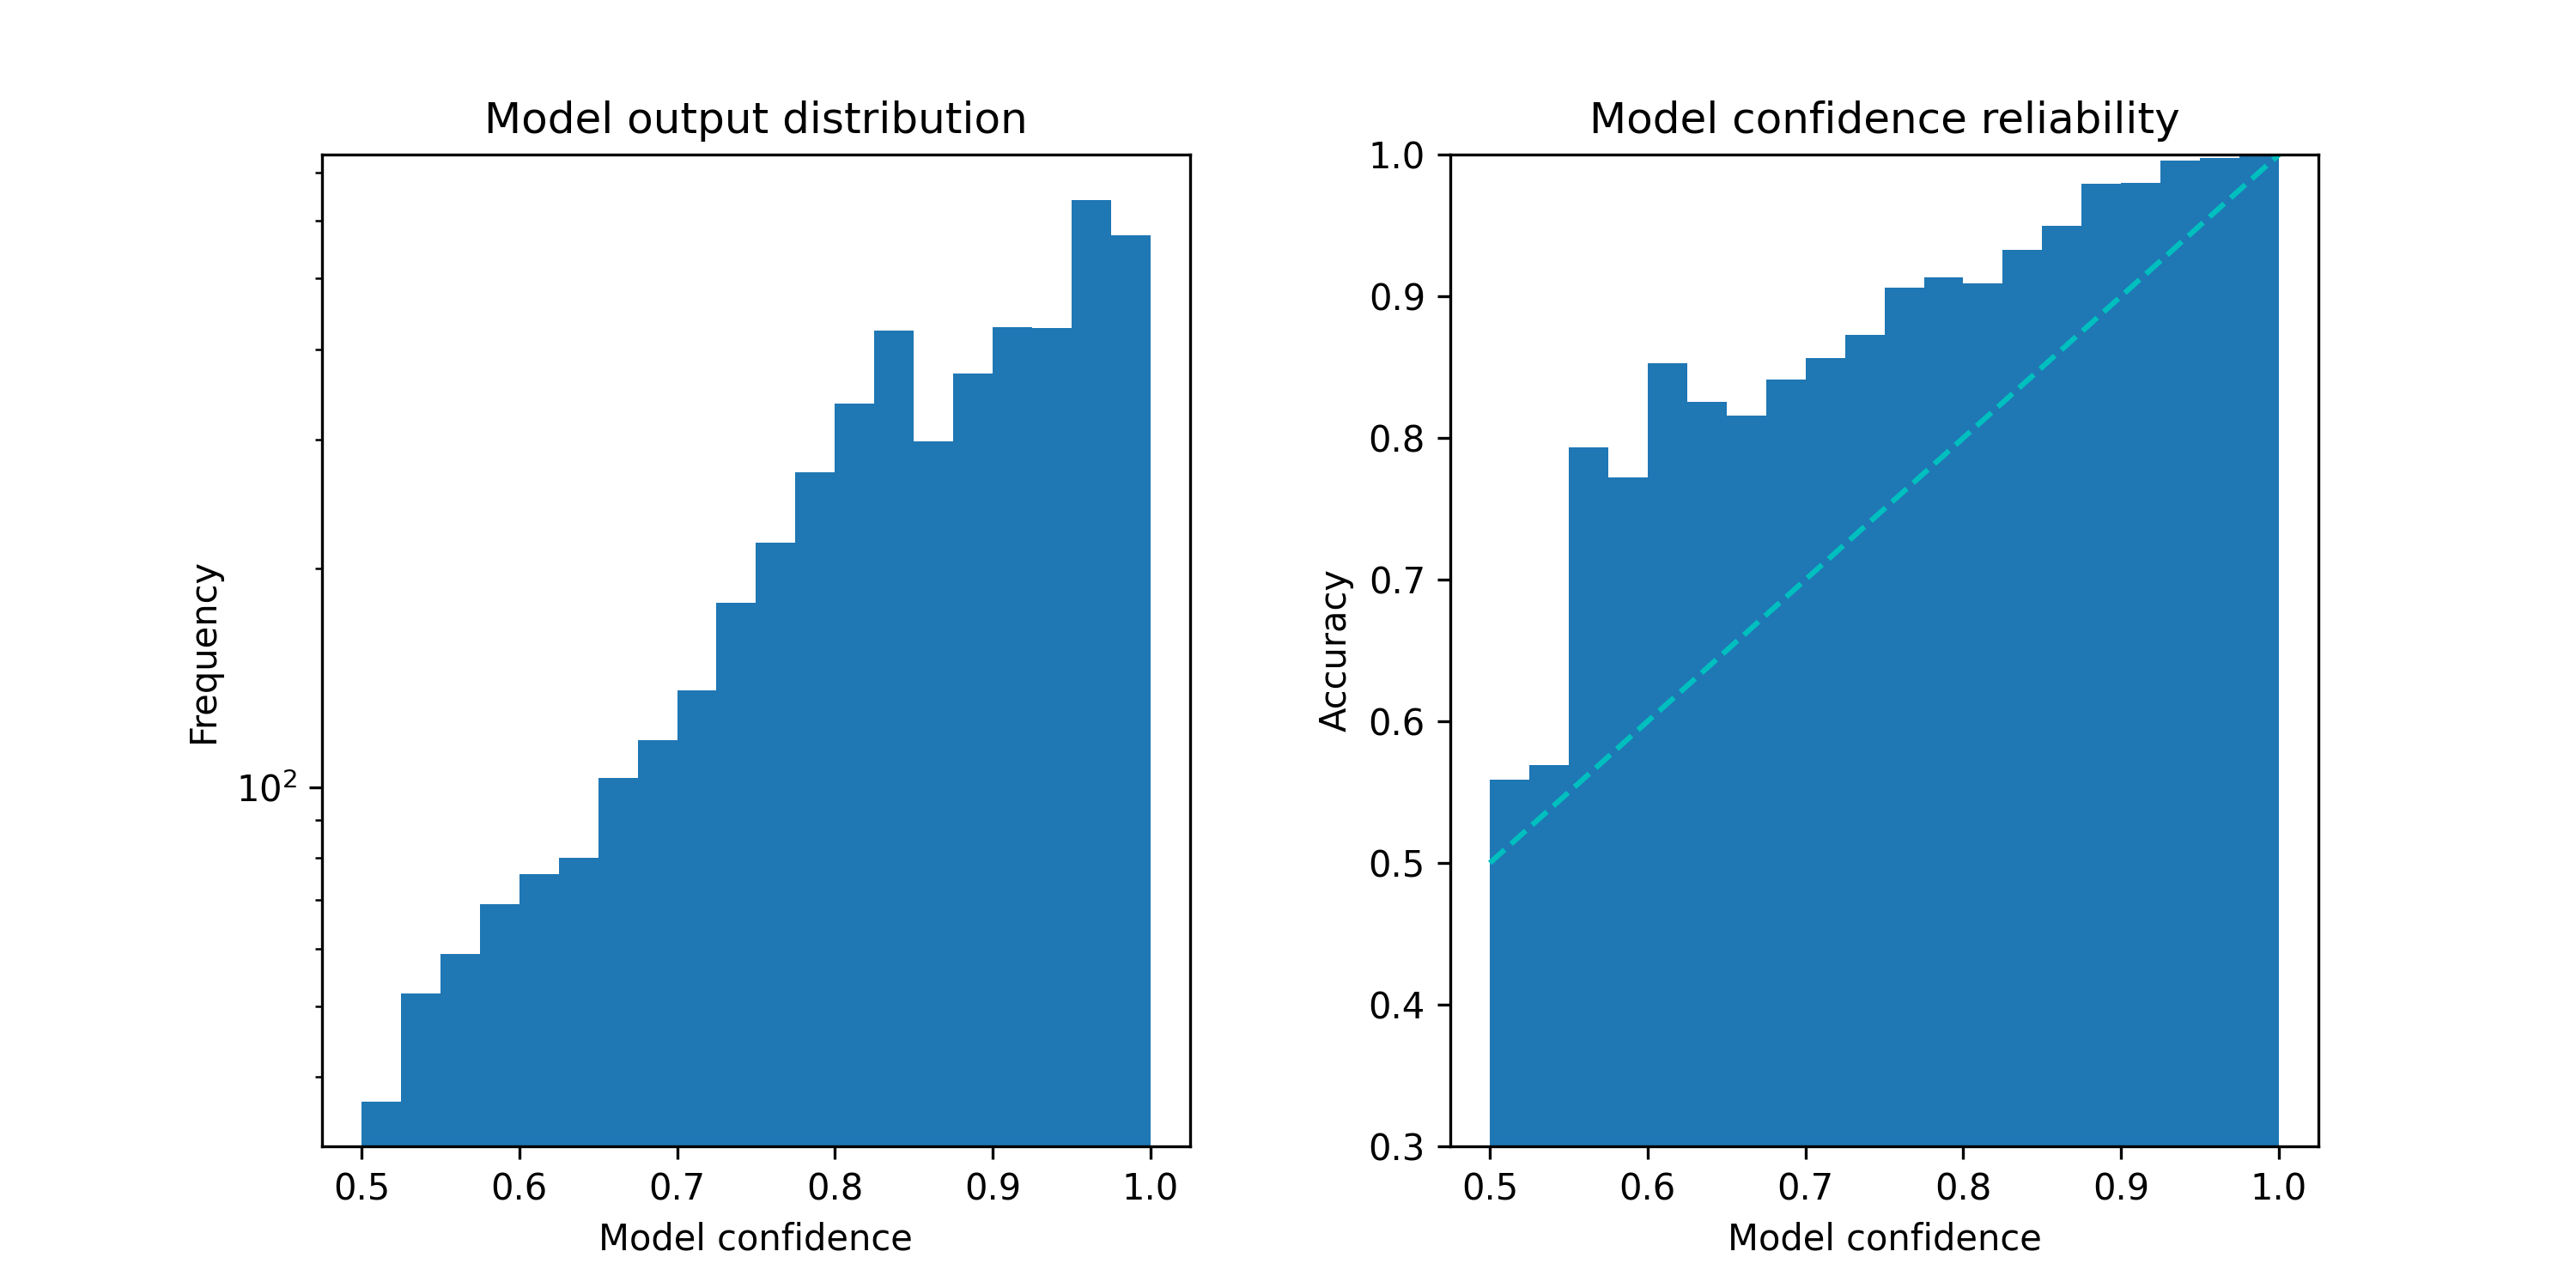 Model output distribution
Frequency
10²
0.5 0.6 0.7 0.8 0.9 1.0
Model confidence
Model confidence reliability
Accuracy
1.0
0.9
0.8
0.7
0.6
0.5
0.4
0.3
0.5 0.6 0.7 0.8 0.9 1.0
Model confidence